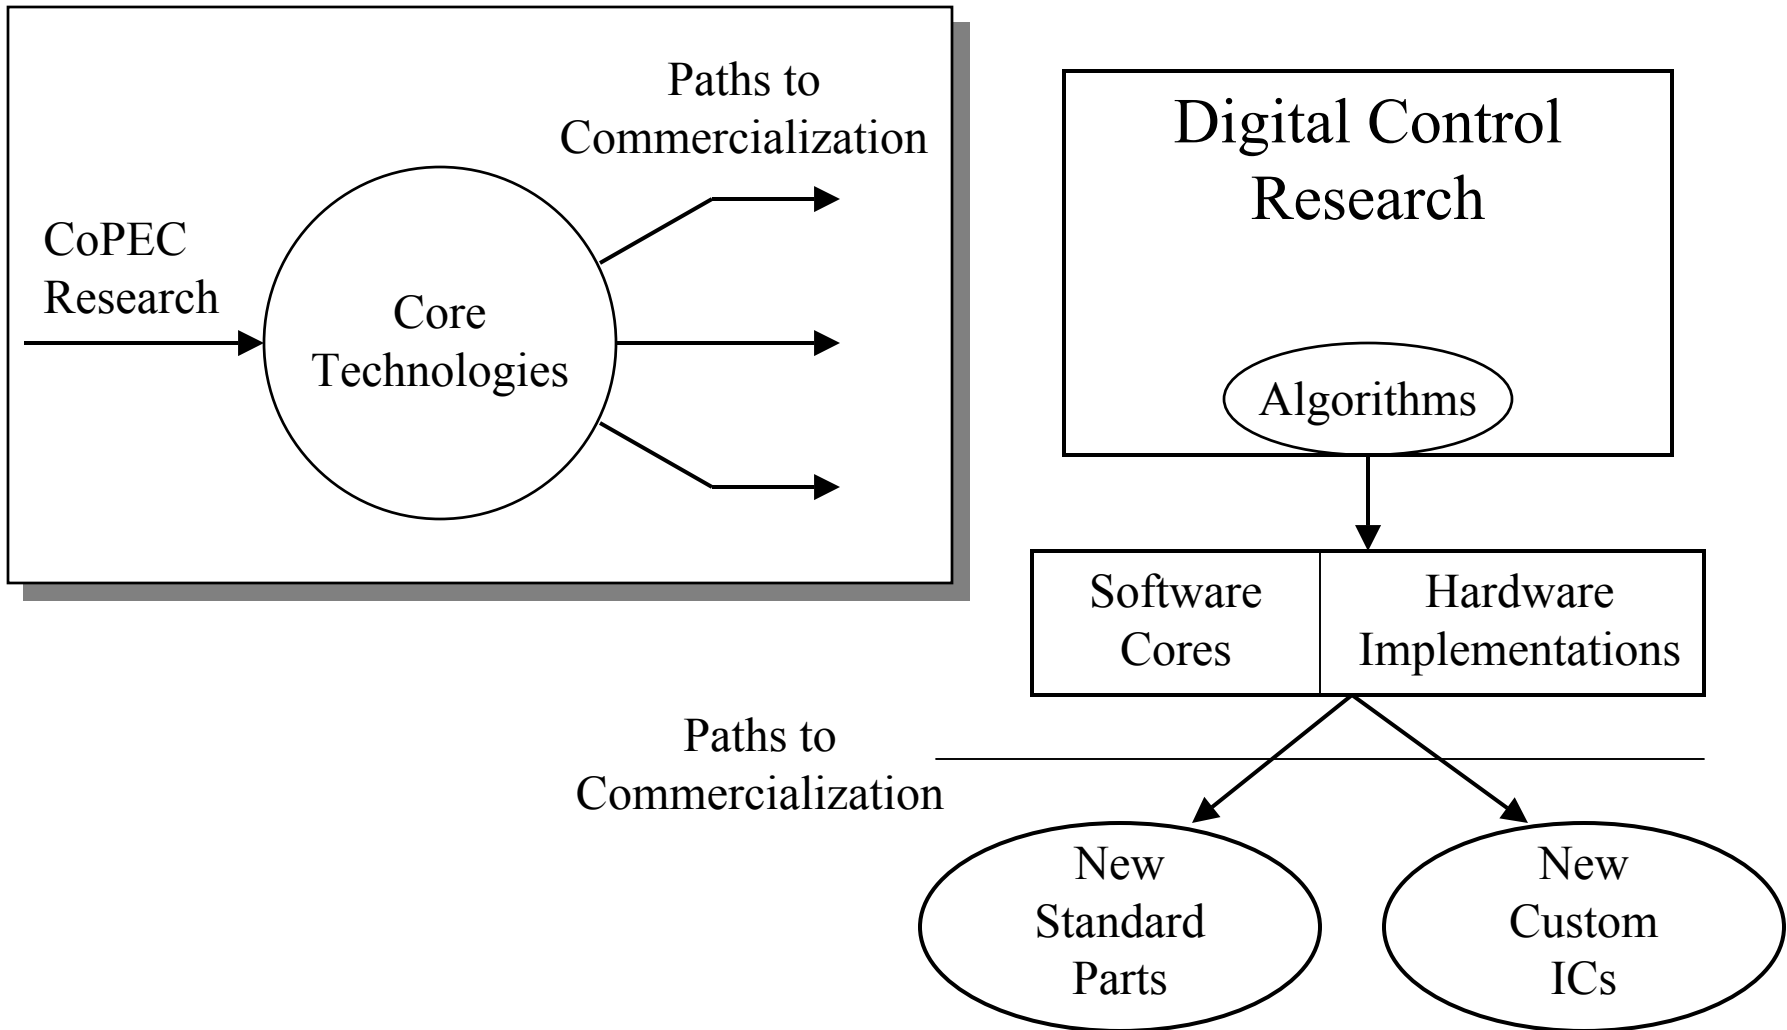 Paths to
Commercialization
CoPEC
Research
Core
Technologies
Digital Control
Research
Algorithms
Software
Cores
Hardware
Implementations
Paths to
Commercialization
New
Standard
Parts
New
Custom
ICs